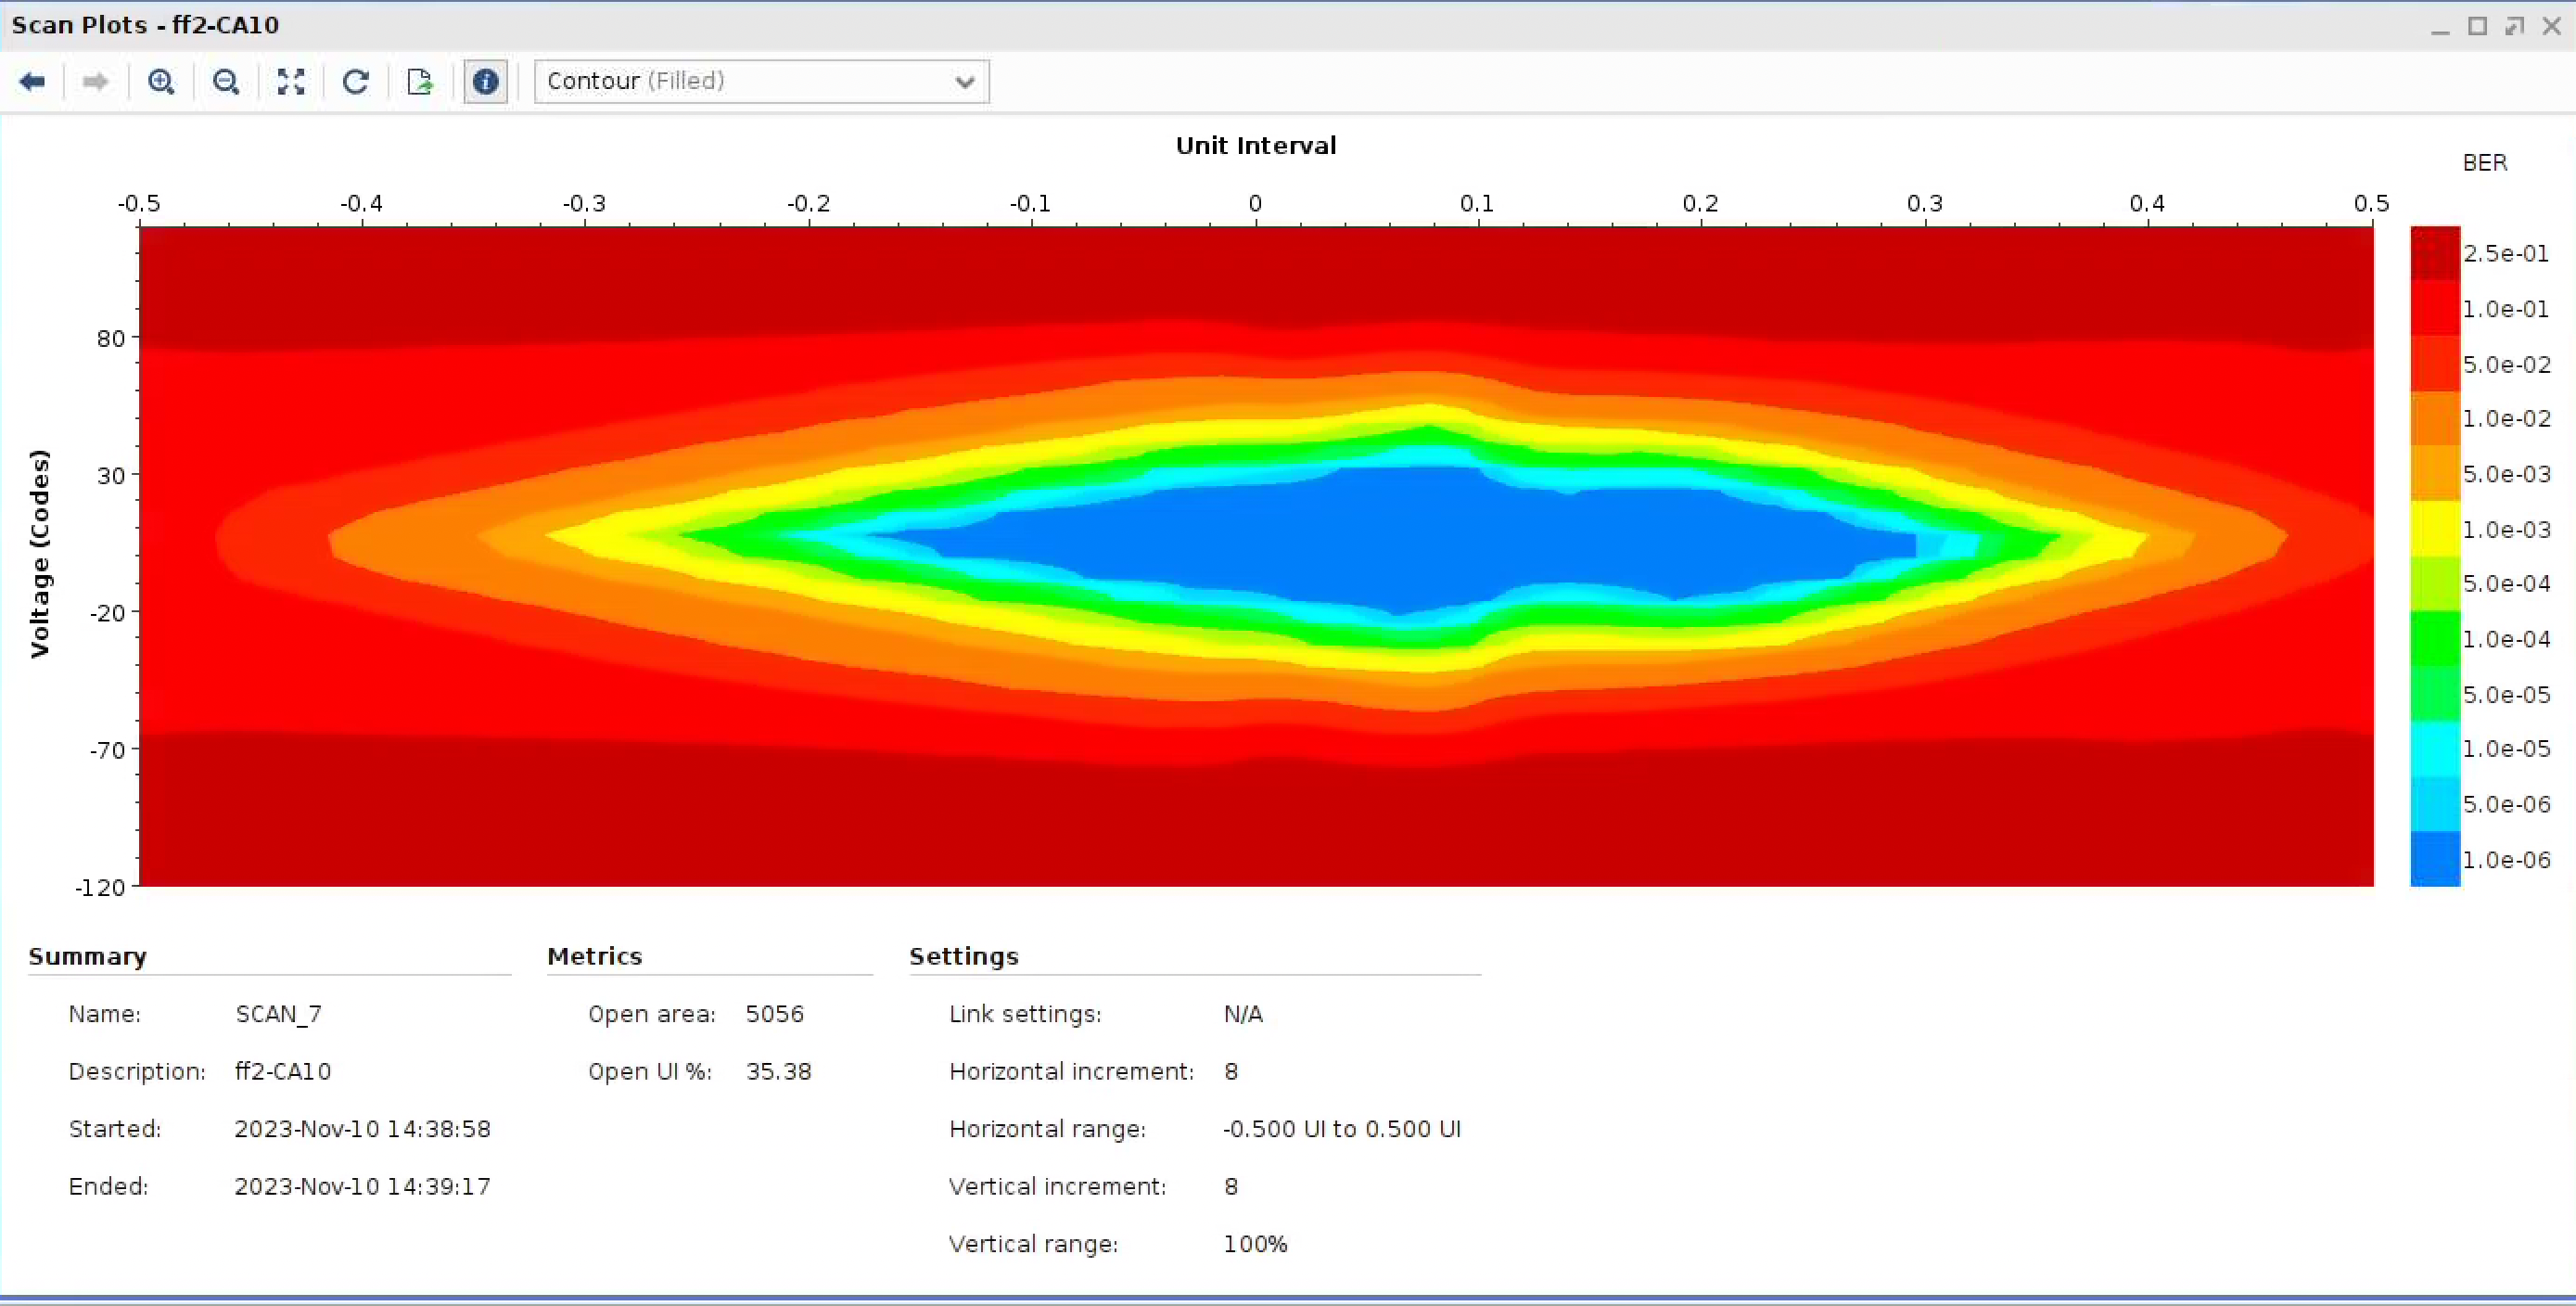 Scan Plots - ff2-CA10
Contour (Filled)
Unit Interval
BER
-0.5 -0.4 -0.3 -0.2 -0.1 0 0.1 0.2 0.3 0.4 0.5
Voltage (Codes)
80
30
-20
-70
-120
2.5e-01
1.0e-01
5.0e-02
1.0e-02
5.0e-03
1.0e-03
5.0e-04
1.0e-04
5.0e-05
1.0e-05
5.0e-06
1.0e-06
Summary
Name: SCAN_7
Description: ff2-CA10
Started: 2023-Nov-10 14:38:58
Ended: 2023-Nov-10 14:39:17
Metrics
Open area: 5056
Open UI %: 35.38
Settings
Link settings: N/A
Horizontal increment: 8
Horizontal range: -0.500 UI to 0.500 UI
Vertical increment: 8
Vertical range: 100%